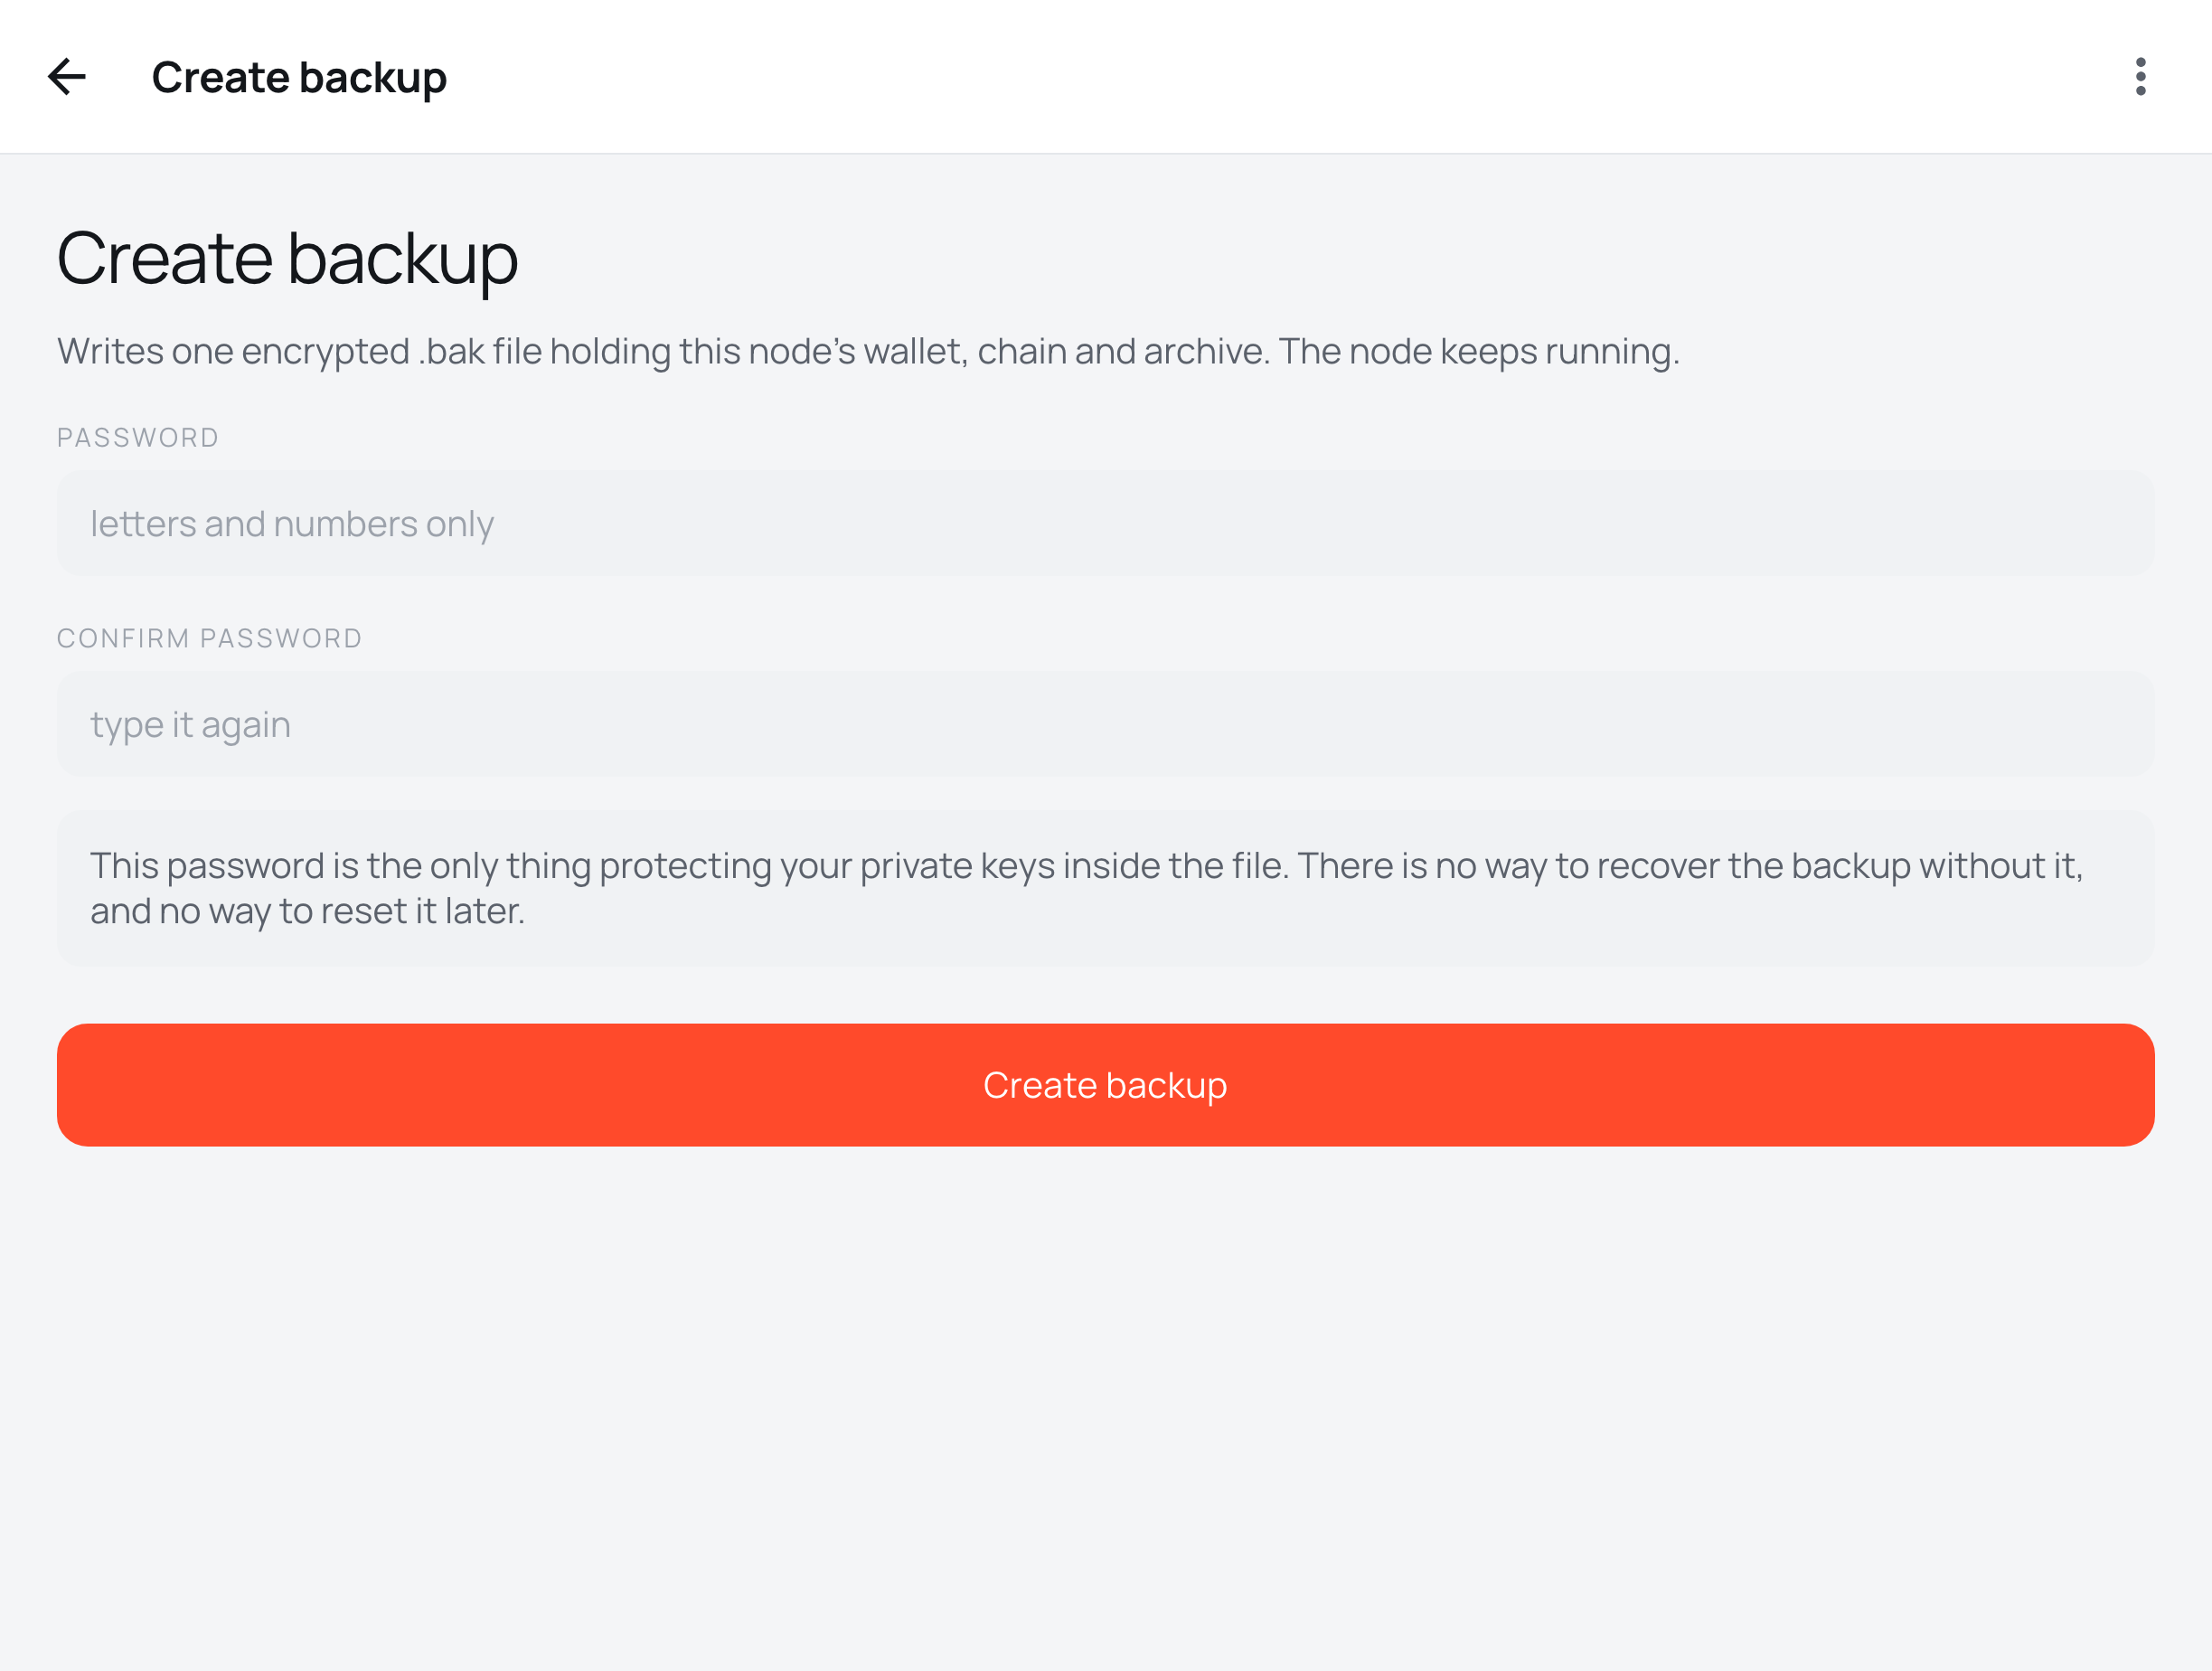 Create backup
Create backup
Writes one encrypted .bak file holding this node’s wallet, chain and archive. The node keeps running.
PASSWORD
letters and numbers only
CONFIRM PASSWORD
type it again
This password is the only thing protecting your private keys inside the file. There is no way to recover the backup without it,
and no way to reset it later.
Create backup